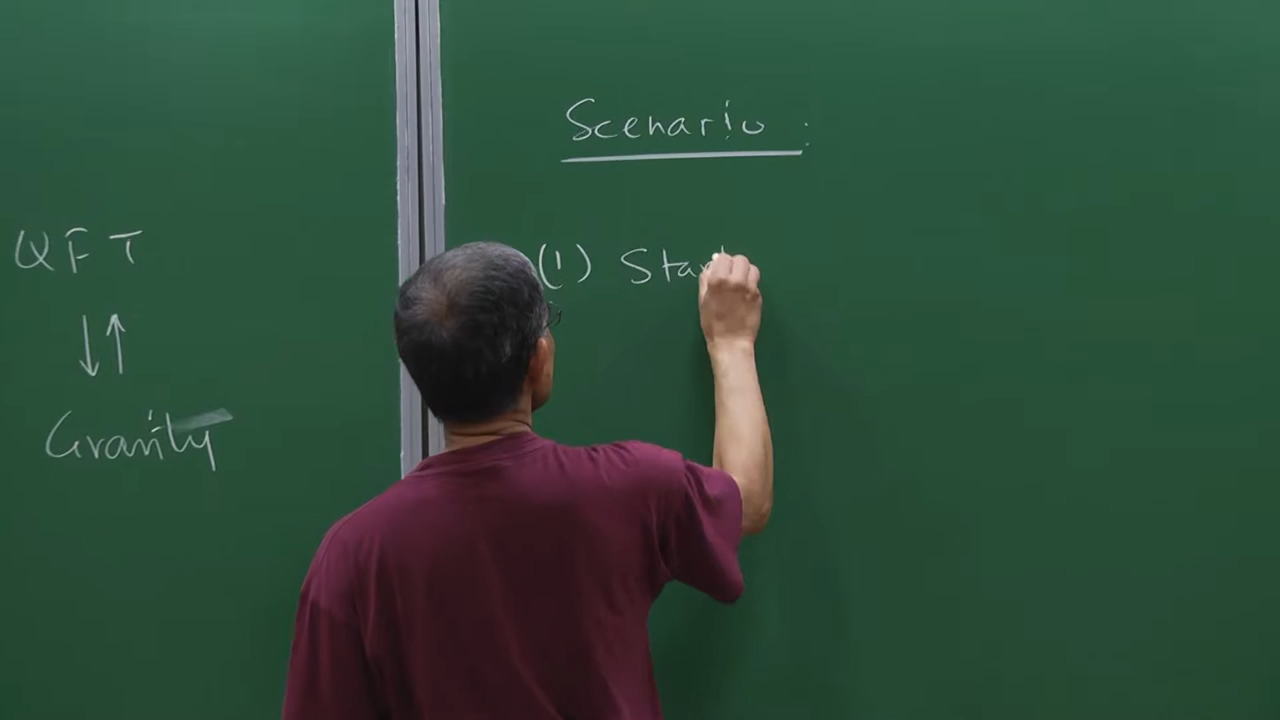 QFT
↓↑
Gravity
Scenario :
(1) Star